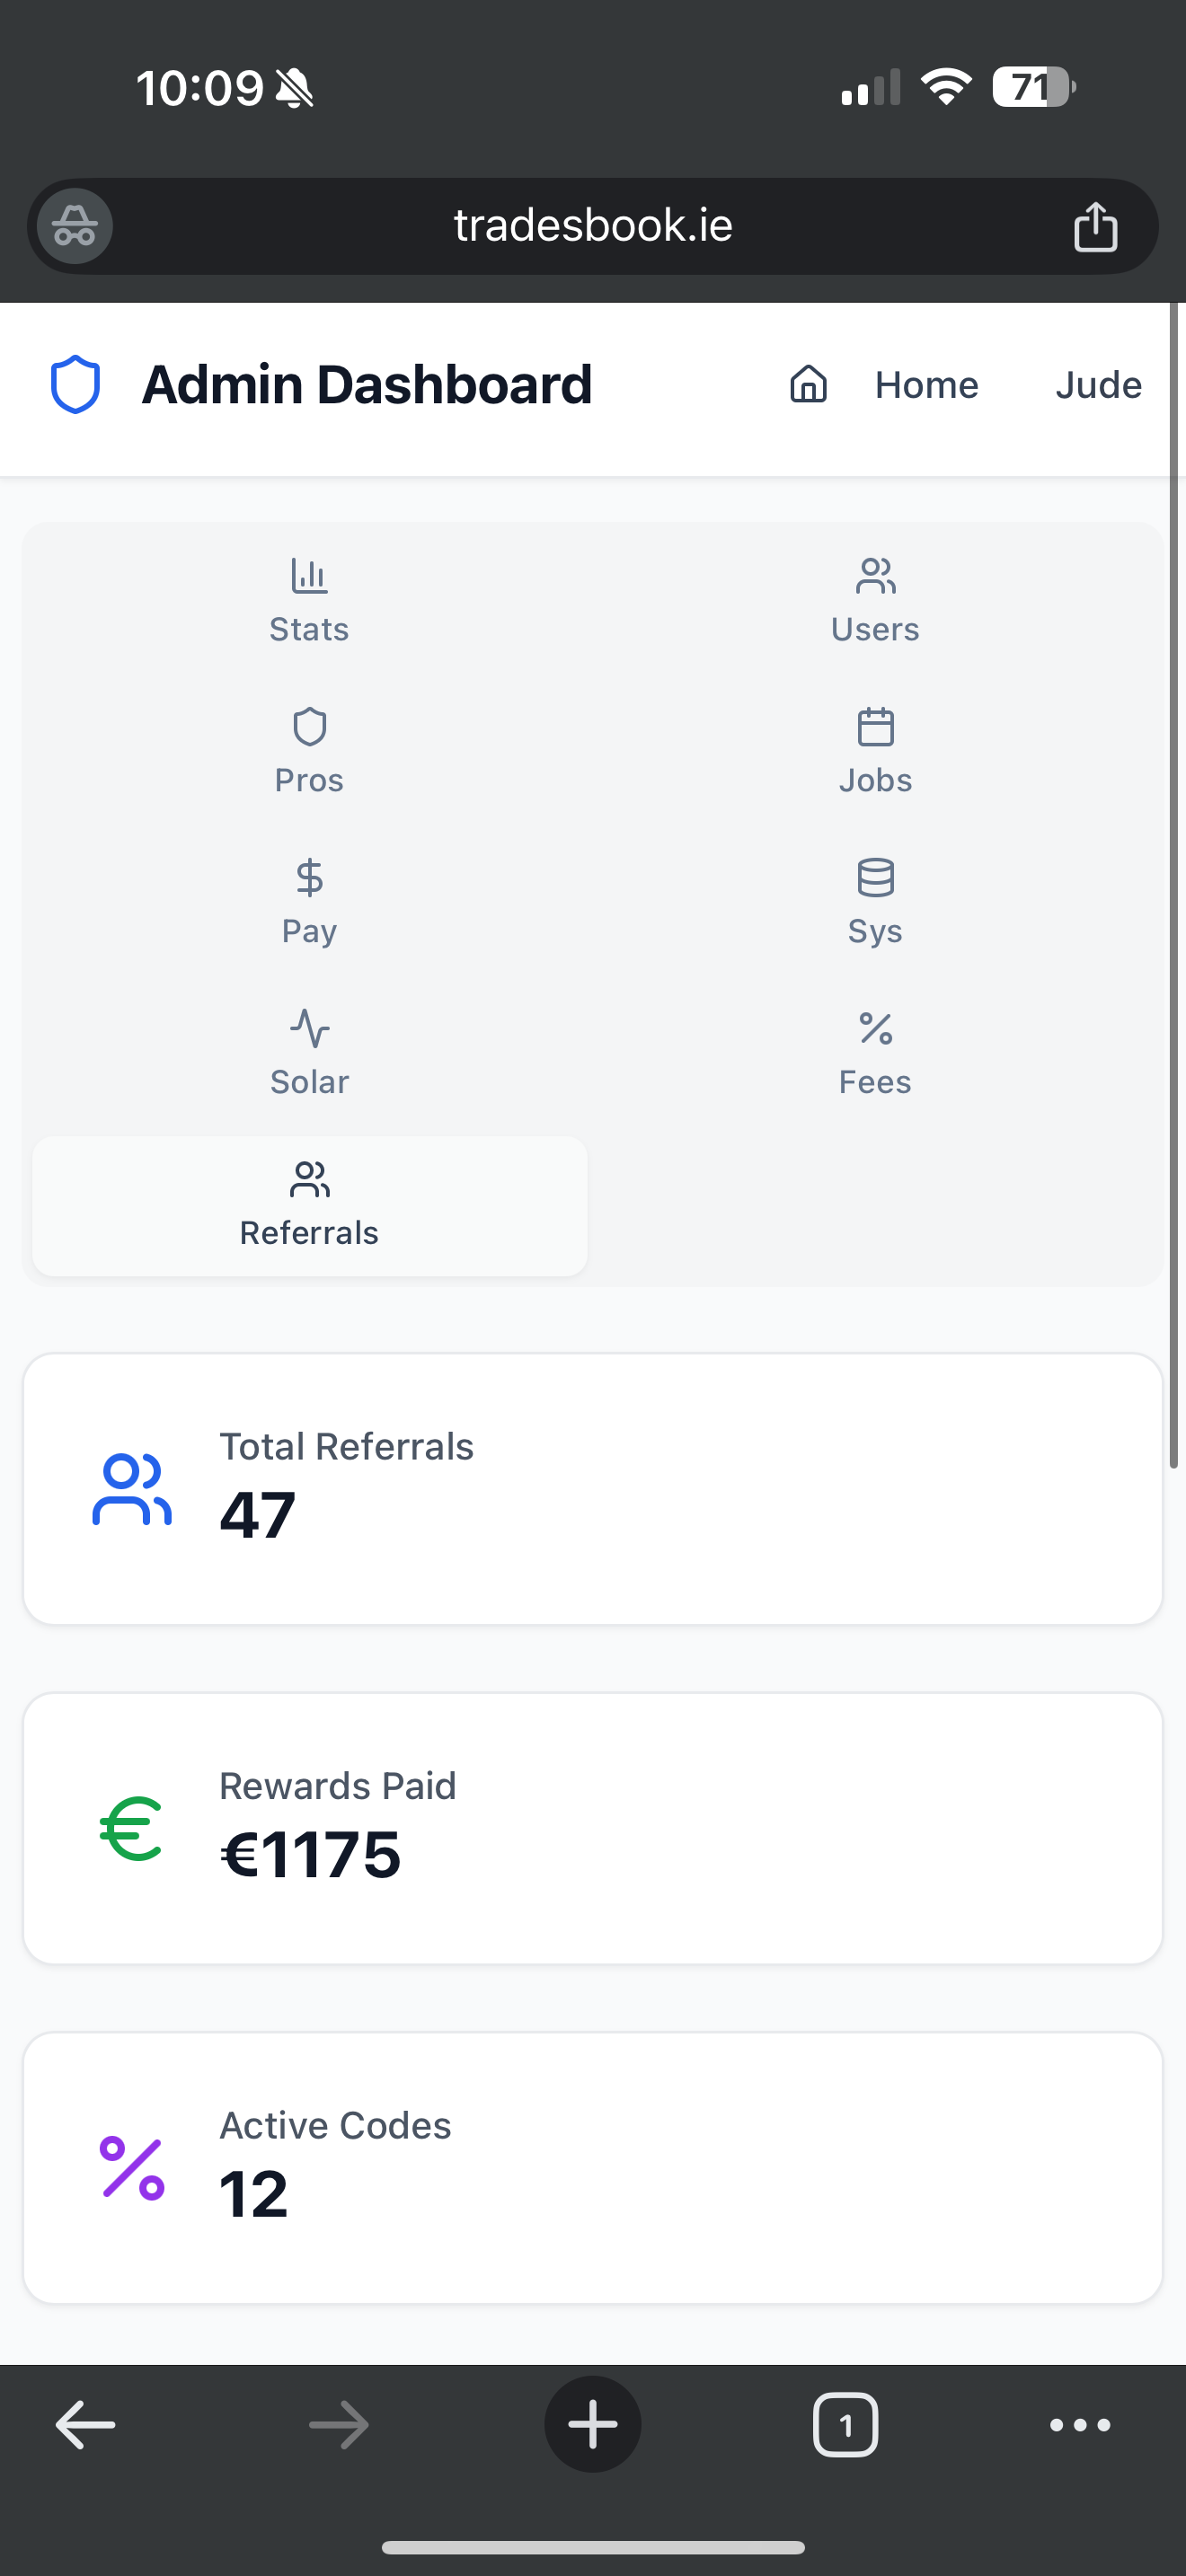 10:09
71
tradesbook.ie
Admin Dashboard
Home
Jude
Stats
Users
Pros
Jobs
Pay
Sys
Solar
Fees
Referrals
Total Referrals
47
Rewards Paid
€1175
Active Codes
12
1